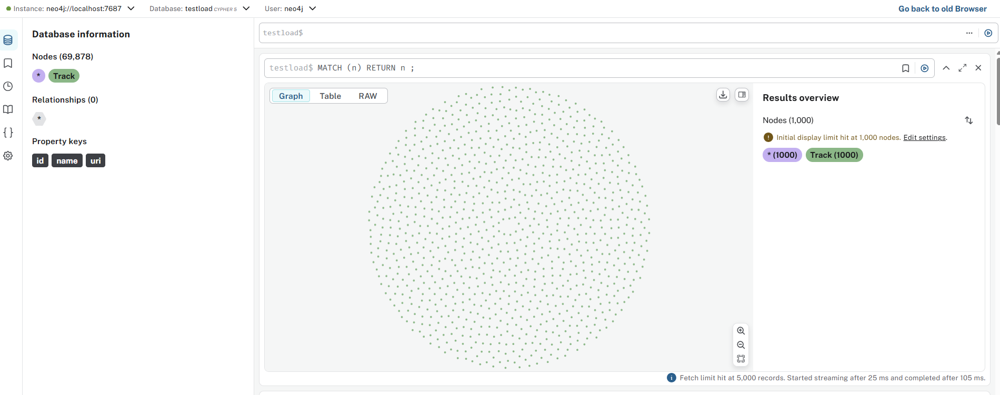 Instance: neo4j://localhost:7687 Database: testload CYPHER 5 User: neo4j Go back to old Browser
Database information
Nodes (69,878)
* Track
Relationships (0)
*
Property keys
id name uri
testload$
testload$ MATCH (n) RETURN n ;
Graph Table RAW
Results overview
Nodes (1,000)
Initial display limit hit at 1,000 nodes. Edit settings.
* (1000) Track (1000)
Fetch limit hit at 5,000 records. Started streaming after 25 ms and completed after 105 ms.